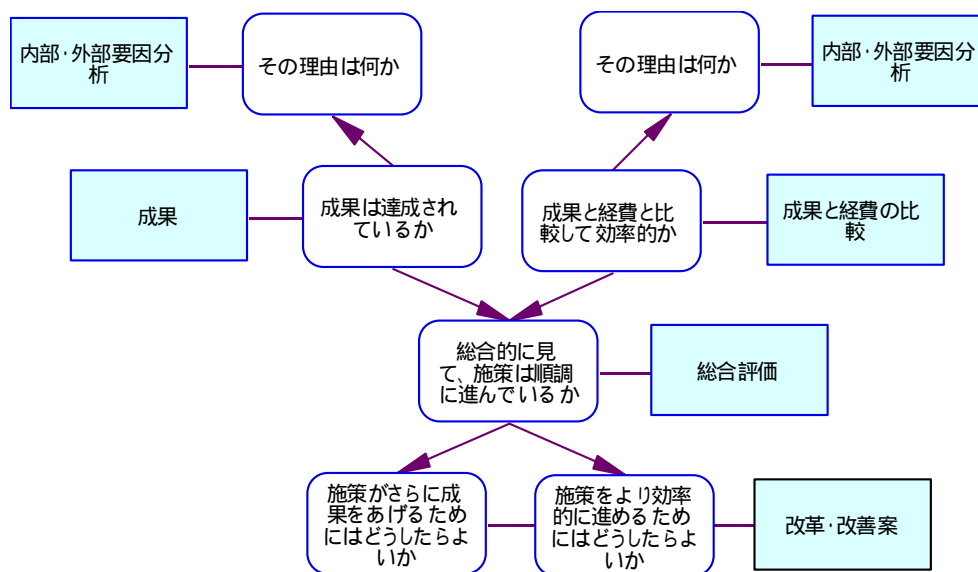 内部・外部要因分
析
その理由は何か
その理由は何か
内部・外部要因分
析
成果
成果は達成され
ているか
成果と経費と比
較して効率的か
成果と経費の比
較
総合的に見
て、施策は順調
に進んでいるか
総合評価
施策がさらに成
果をあげるため
にはどうしたらよ
いか
施策をより効率
的に進めるため
にはどうしたらよ
いか
改革・改善案